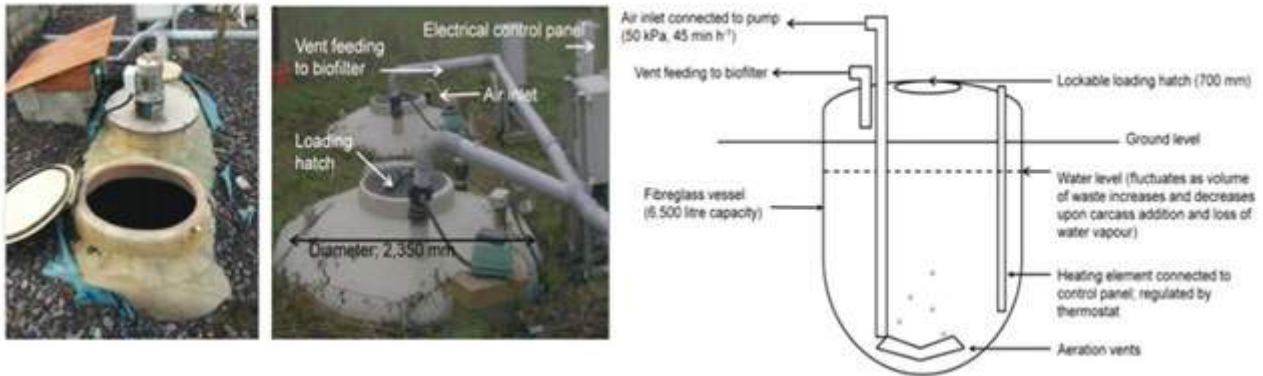 Electrical control panel
Vent feeding
to biofilter
Air inlet
Loading
hatch
Diameter; 2,350 mm
Air inlet connected to pump
(50 kPa, 45 min h⁻¹)
Vent feeding to biofilter
Fibreglass vessel
(6,500 litre capacity)
Lockable loading hatch (700 mm)
Ground level
Water level (fluctuates as volume
of waste increases and decreases
upon carcass addition and loss of
water vapour)
Heating element connected to
control panel; regulated by
thermostat
Aeration vents